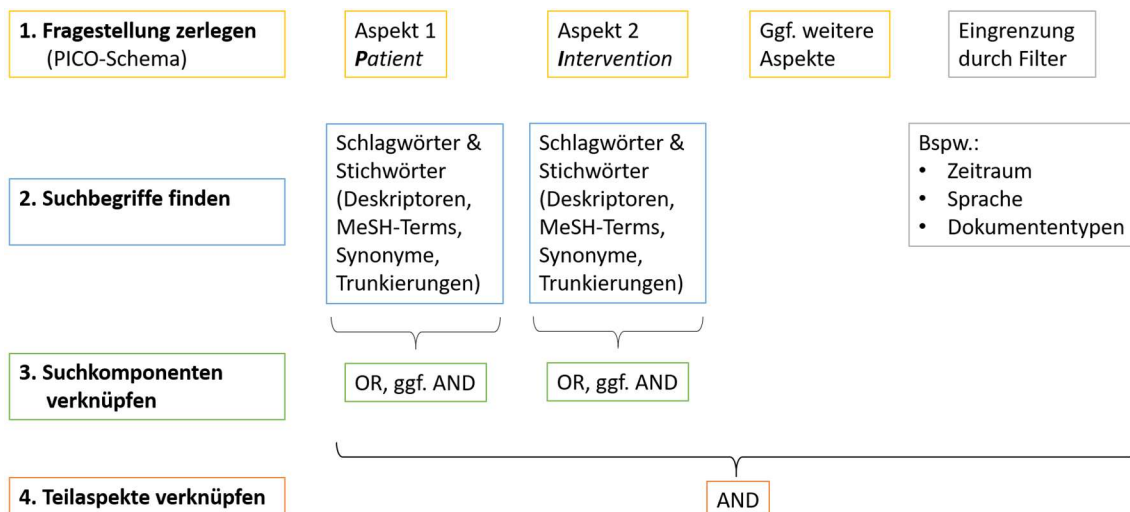 1. Fragestellung zerlegen
(PICO-Schema)
Aspekt 1
Patient
Aspekt 2
Intervention
Ggf. weitere
Aspekte
Eingrenzung
durch Filter
2. Suchbegriffe finden
Schlagwörter &
Stichwörter
(Deskriptoren,
MeSH-Terms,
Synonyme,
Trunkierungen)
Schlagwörter &
Stichwörter
(Deskriptoren,
MeSH-Terms,
Synonyme,
Trunkierungen)
Bspw.:
• Zeitraum
• Sprache
• Dokumententypen
3. Suchkomponenten
verknüpfen
OR, ggf. AND
OR, ggf. AND
4. Teilaspekte verknüpfen
AND